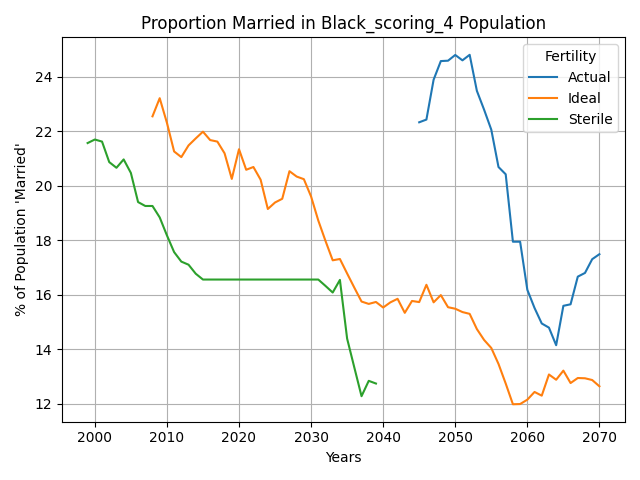 Proportion Married in Black_scoring_4 Population
Fertility
Actual
Ideal
Sterile
% of Population 'Married'
24
22
20
18
16
14
12
2000 2010 2020 2030 2040 2050 2060 2070
Years